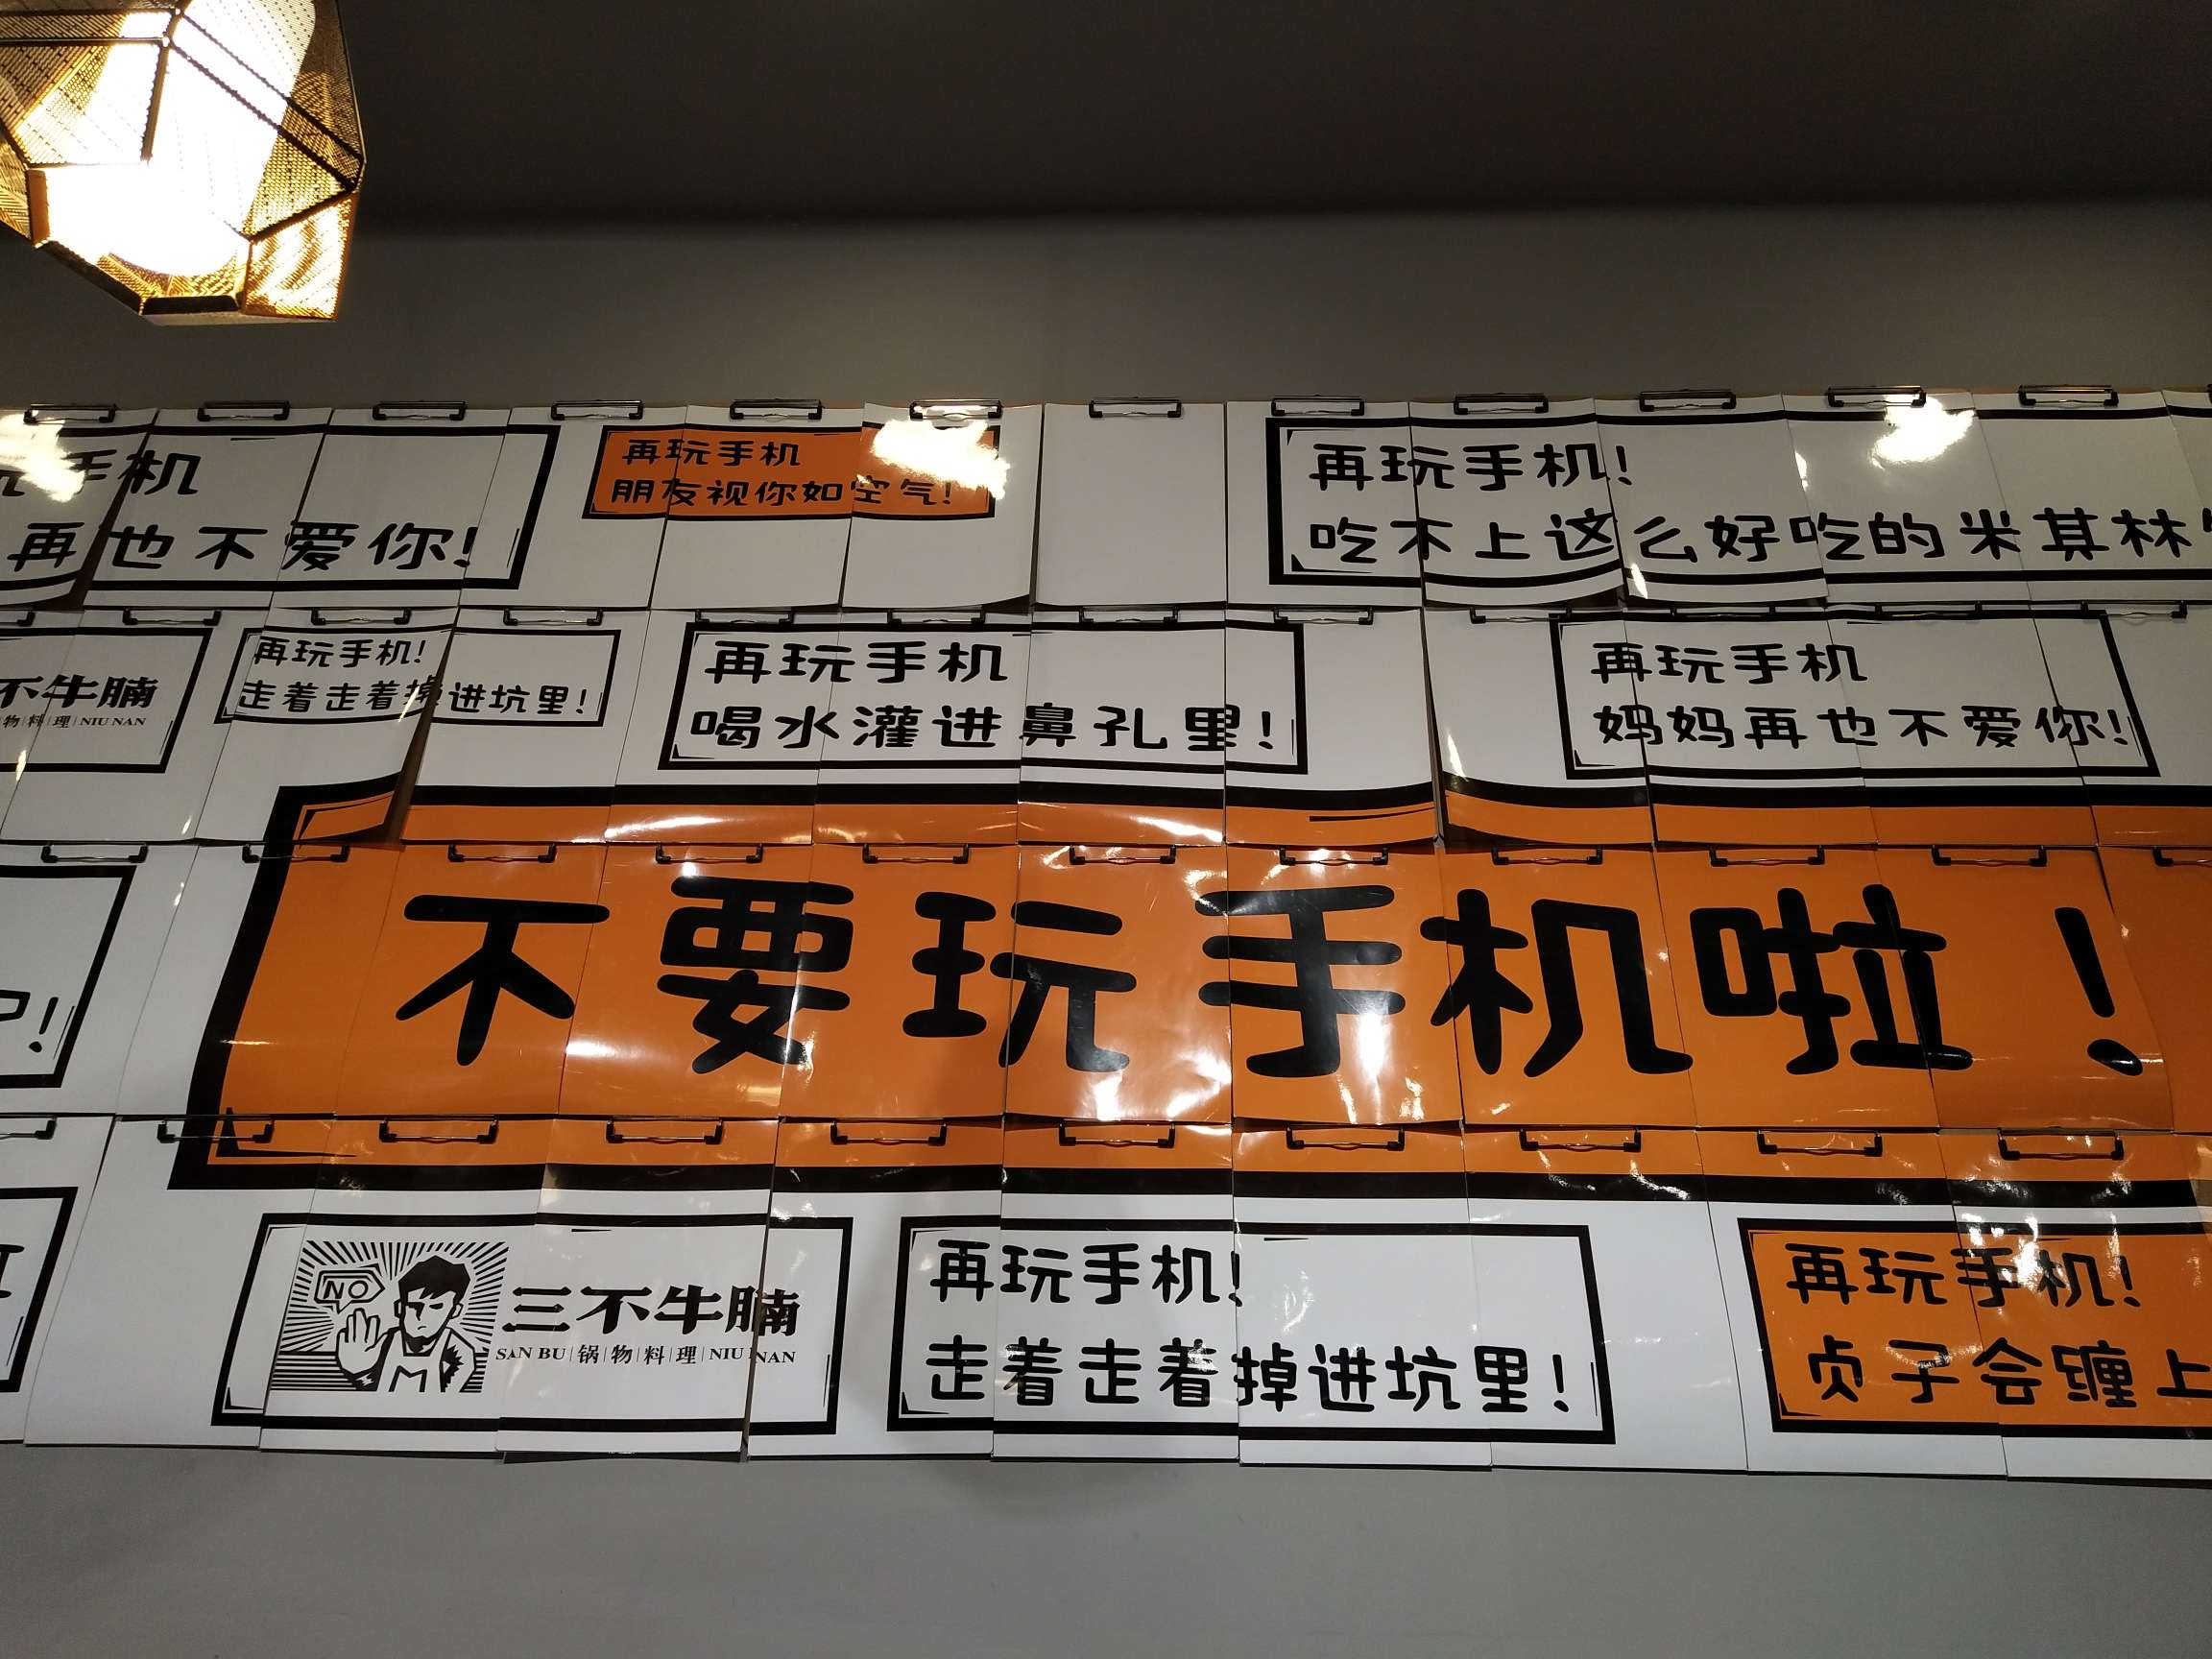 手机
再也不爱你!
再玩手机
朋友视你如空气!
再玩手机!
吃不上这么好吃的米其林!
不牛腩
物|料|理|NIU NAN
再玩手机!
走着走着掉进坑里!
再玩手机
喝水灌进鼻孔里!
再玩手机
妈妈再也不爱你!
不要玩手机啦!
NO
三不牛腩
SAN BU|锅|物|料|理|NIU NAN
再玩手机!
走着走着掉进坑里!
再玩手机!
贞子会缠上